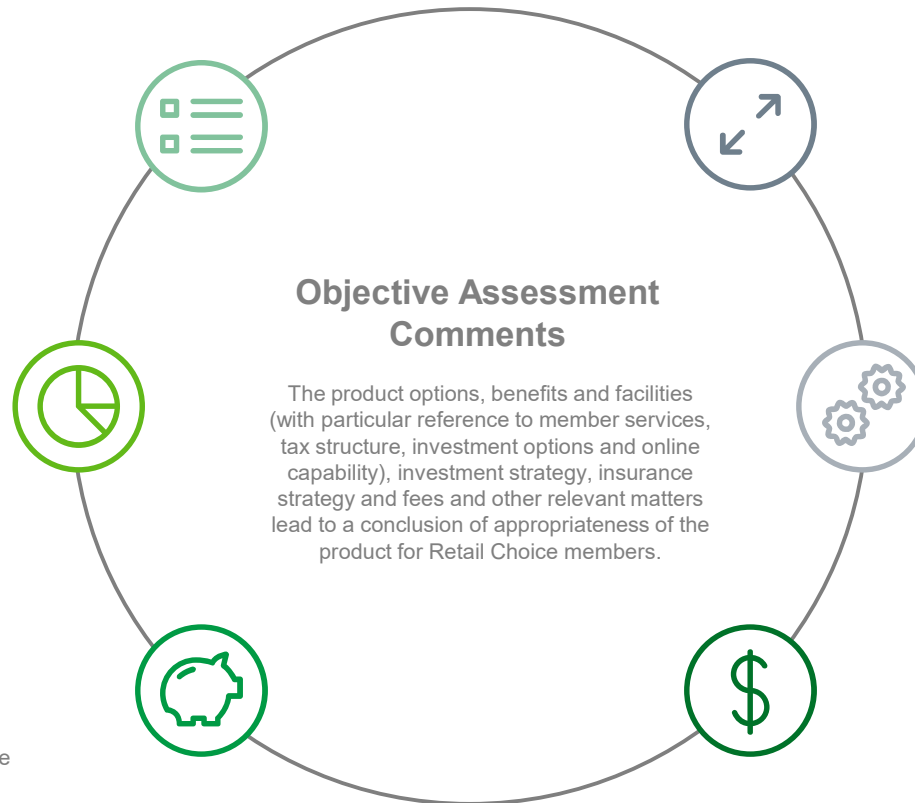 Objective Assessment
Comments
The product options, benefits and facilities
(with particular reference to member services,
tax structure, investment options and online
capability), investment strategy, insurance
strategy and fees and other relevant matters
lead to a conclusion of appropriateness of the
product for Retail Choice members.
e